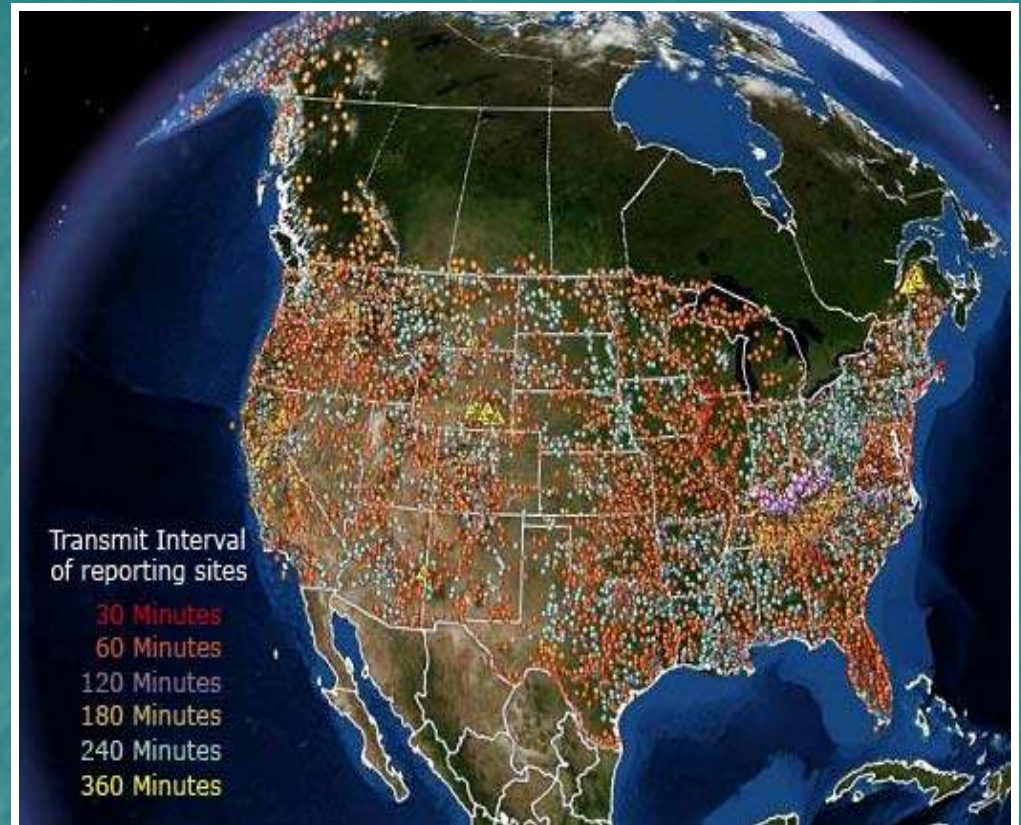 Transmit Interval
of reporting sites
30 Minutes
60 Minutes
120 Minutes
180 Minutes
240 Minutes
360 Minutes